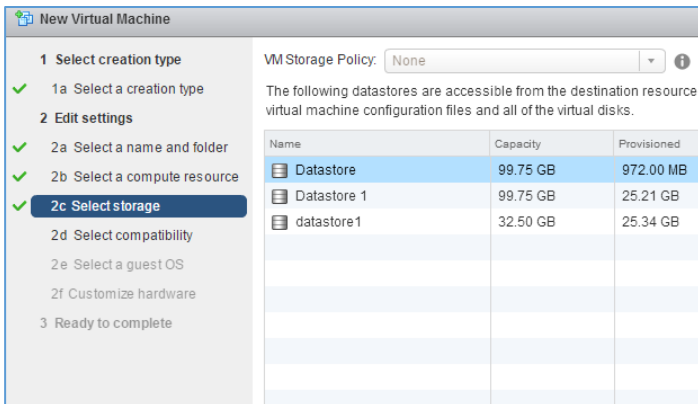 New Virtual Machine
1 Select creation type
1a Select a creation type
2 Edit settings
2a Select a name and folder
2b Select a compute resource
2c Select storage
2d Select compatibility
2e Select a guest OS
2f Customize hardware
3 Ready to complete
VM Storage Policy: None
The following datastores are accessible from the destination resource
virtual machine configuration files and all of the virtual disks.
Name Capacity Provisioned
Datastore 99.75 GB 972.00 MB
Datastore 1 99.75 GB 25.21 GB
datastore1 32.50 GB 25.34 GB